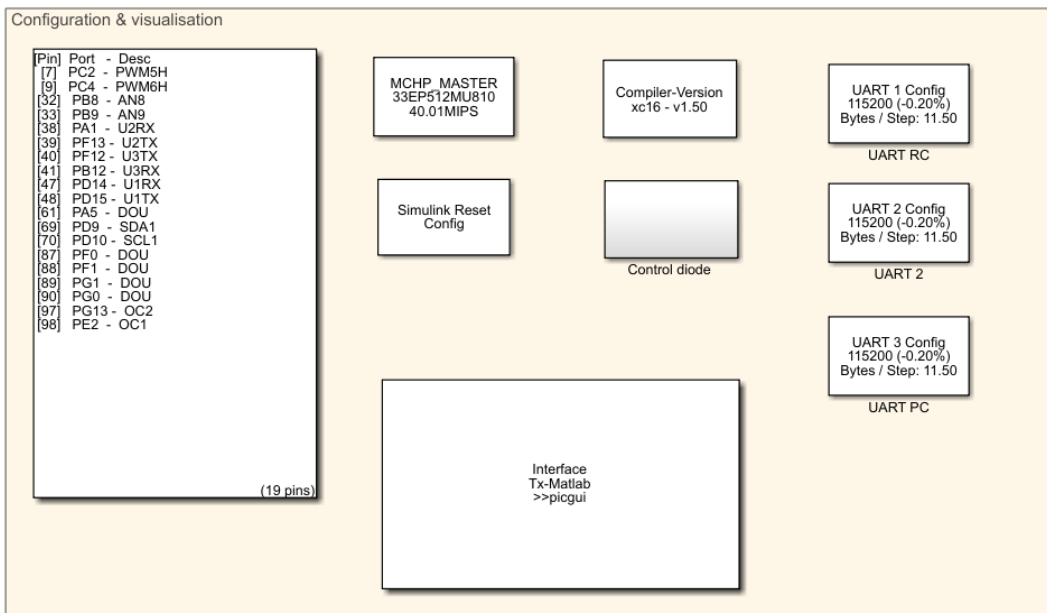 Configuration & visualisation
[Pin] Port - Desc
[7] PC2 - PWM5H
[9] PC4 - PWM6H
[32] PB8 - AN8
[33] PB9 - AN9
[38] PA1 - U2RX
[39] PF13 - U2TX
[40] PF12 - U3TX
[41] PB12 - U3RX
[47] PD14 - U1RX
[48] PD15 - U1TX
[61] PA5 - DOU
[69] PD9 - SDA1
[70] PD10 - SCL1
[87] PF0 - DOU
[88] PF1 - DOU
[89] PG1 - DOU
[90] PG0 - DOU
[97] PG13 - OC2
[98] PE2 - OC1
(19 pins)
MCHP_MASTER
33EP512MU810
40.01MIPS
Compiler-Version
xc16 - v1.50
UART 1 Config
115200 (-0.20%)
Bytes / Step: 11.50
UART RC
Simulink Reset
Config
Control diode
UART 2 Config
115200 (-0.20%)
Bytes / Step: 11.50
UART 2
UART 3 Config
115200 (-0.20%)
Bytes / Step: 11.50
UART PC
Interface
Tx-Matlab
>>picgui